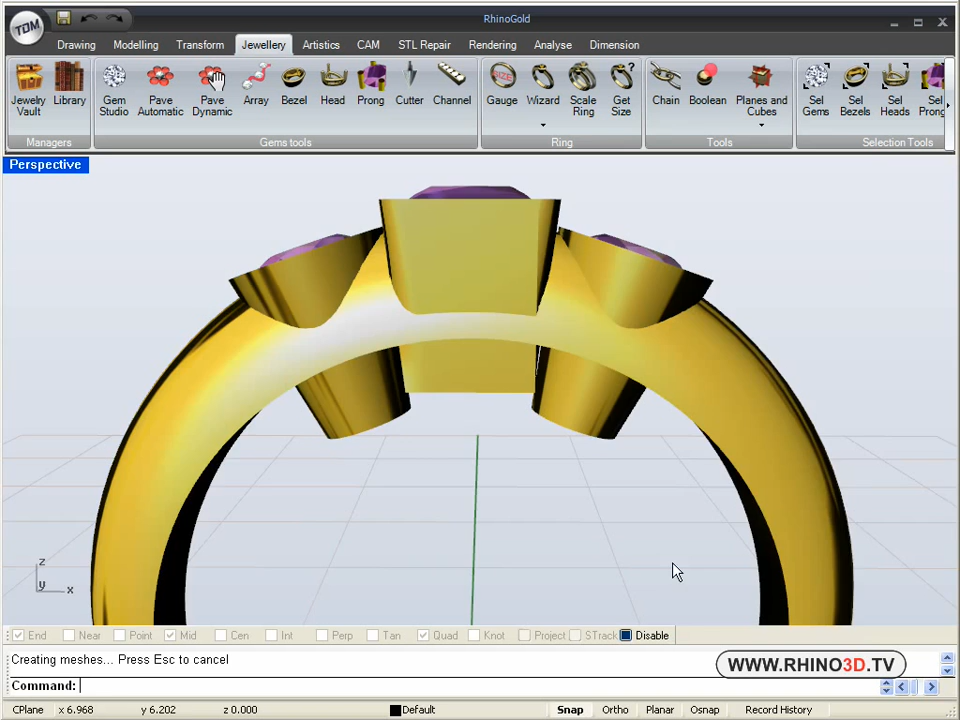 RhinoGold
TDM
Drawing Modelling Transform Jewellery Artistics CAM STL Repair Rendering Analyse Dimension
Jewelry Vault
Library
Gem Studio
Pave Automatic
Pave Dynamic
Array
Bezel
Head
Prong
Cutter
Channel
SIZE
Gauge
Wizard
Scale Ring
Get Size
Chain
Boolean
Planes and Cubes
Sel Gems
Sel Bezels
Sel Heads
Sel Prong
Managers Gems tools Ring Tools Selection Tools
Perspective
z
y x
End Near Point Mid Cen Int Perp Tan Quad Knot Project STrack Disable
Creating meshes... Press Esc to cancel
WWW.RHINO3D.TV
Command:
CPlane x 6.968 y 6.202 z 0.000 Default Snap Ortho Planar Osnap Record History